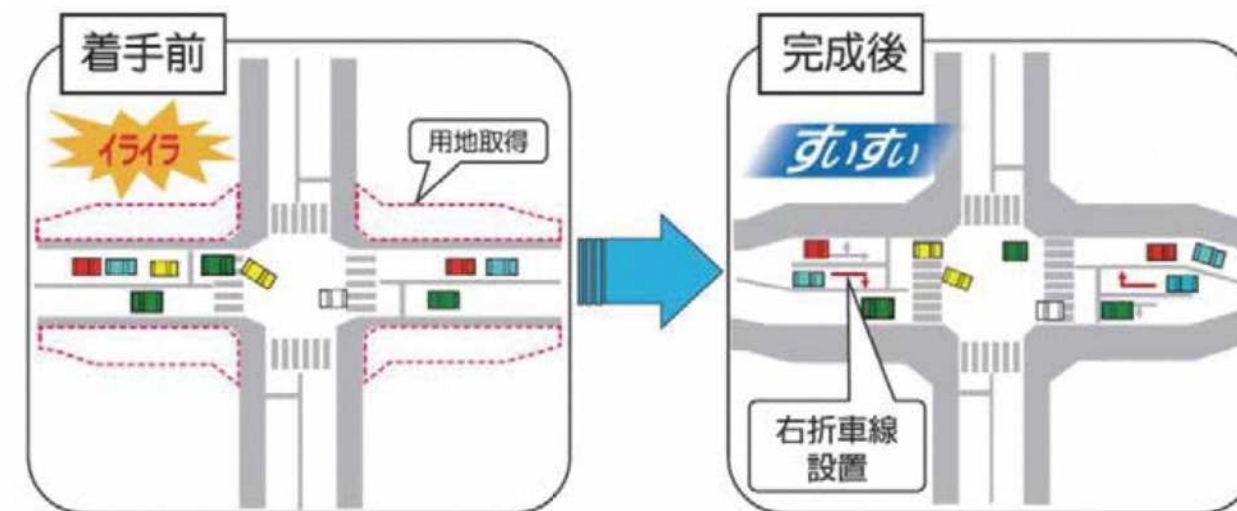 着手前
イライラ
用地取得
完成後
すいすい
右折車線
設置